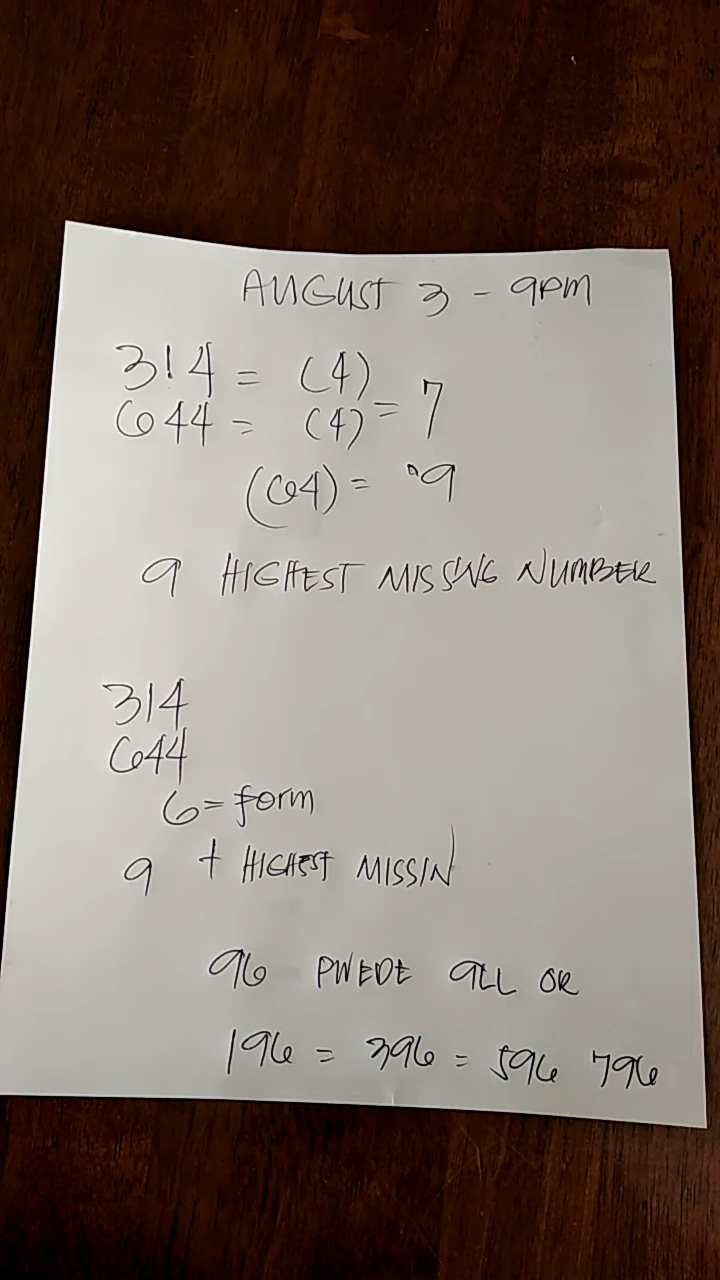 AUGUST 3 - 9PM
314 = (4)
644 = (4) = 7
(64) = 9
9 HIGHEST MISSING NUMBER
314
644
6 = form
9 + HIGHEST MISSIN
96 PWEDE ALL OR
196 = 396 = 596 796